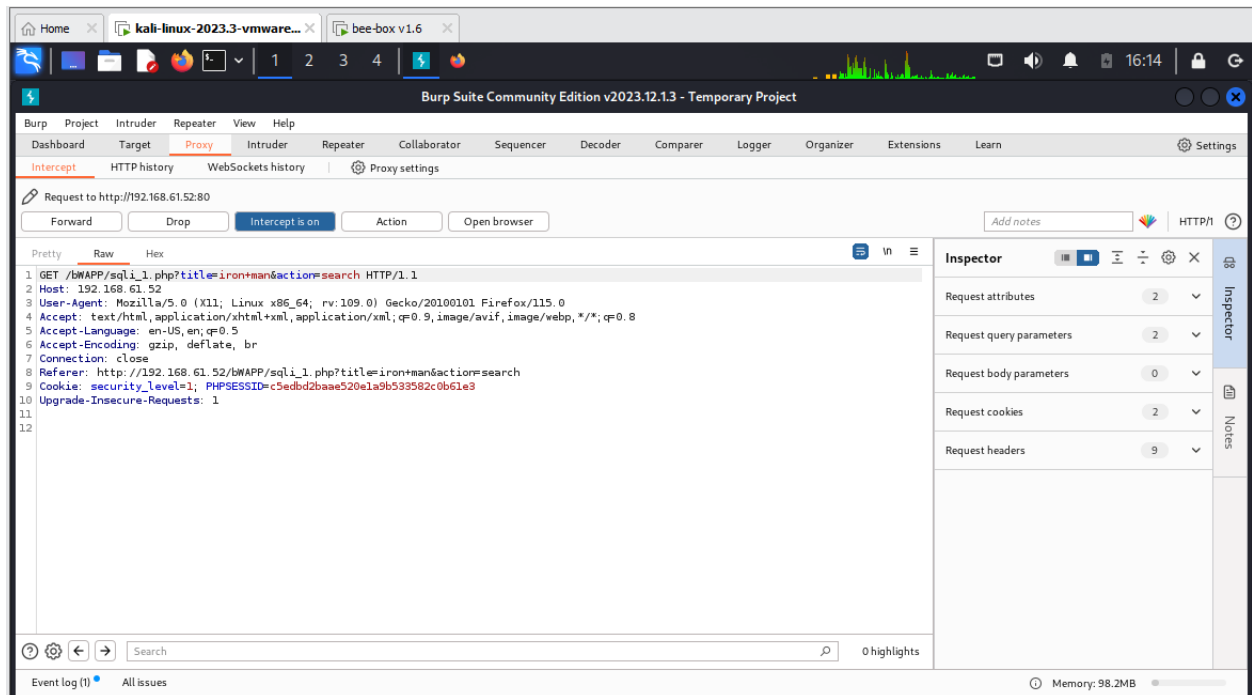 Home kali-linux-2023.3-vmware... bee-box v1.6
1 2 3 4 16:14
Burp Suite Community Edition v2023.12.1.3 - Temporary Project
Burp Project Intruder Repeater View Help
Dashboard Target Proxy Intruder Repeater Collaborator Sequencer Decoder Comparer Logger Organizer Extensions Learn Settings
Intercept HTTP history WebSockets history Proxy settings
Request to http://192.168.61.52:80
Forward Drop Intercept is on Action Open browser Add notes HTTP/1
Pretty Raw Hex \n
1 GET /bWAPP/sqli_1.php?title=iron+man&action=search HTTP/1.1
2 Host: 192.168.61.52
3 User-Agent: Mozilla/5.0 (X11; Linux x86_64; rv:109.0) Gecko/20100101 Firefox/115.0
4 Accept: text/html,application/xhtml+xml,application/xml;q=0.9,image/avif,image/webp,*/*;q=0.8
5 Accept-Language: en-US,en;q=0.5
6 Accept-Encoding: gzip, deflate, br
7 Connection: close
8 Referer: http://192.168.61.52/bWAPP/sqli_1.php?title=iron+man&action=search
9 Cookie: security_level=1; PHPSESSID=c5edbd2baae520e1a9b533582c0b61e3
10 Upgrade-Insecure-Requests: 1
11
12
Inspector
Request attributes 2
Request query parameters 2
Request body parameters 0
Request cookies 2
Request headers 9
Inspector
Notes
Search 0 highlights
Event log (1) All issues Memory: 98.2MB